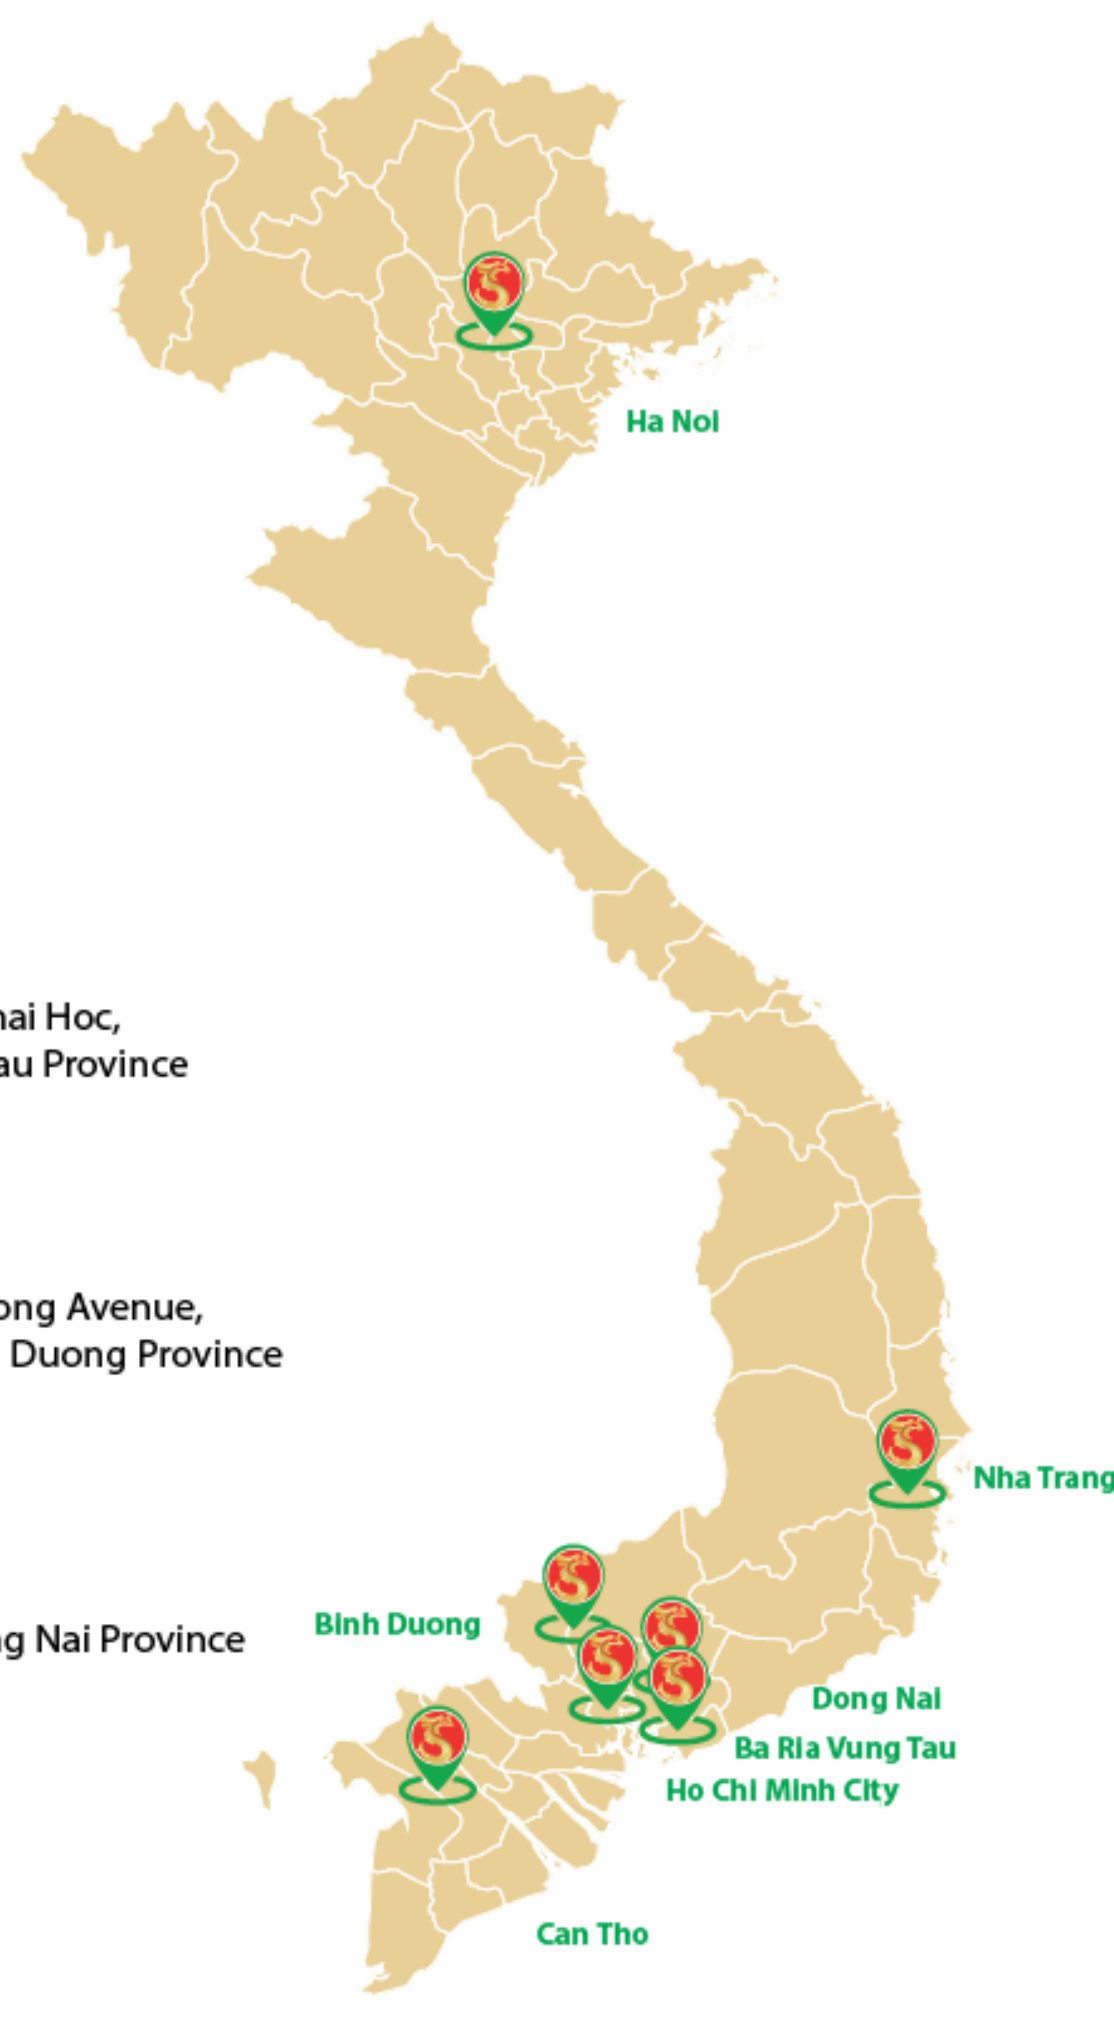 Ha Noi
hai Hoc,
au Province
ong Avenue,
Duong Province
Nha Trang
Binh Duong
ng Nai Province
Dong Nai
Ba Ria Vung Tau
Ho Chi Minh City
Can Tho